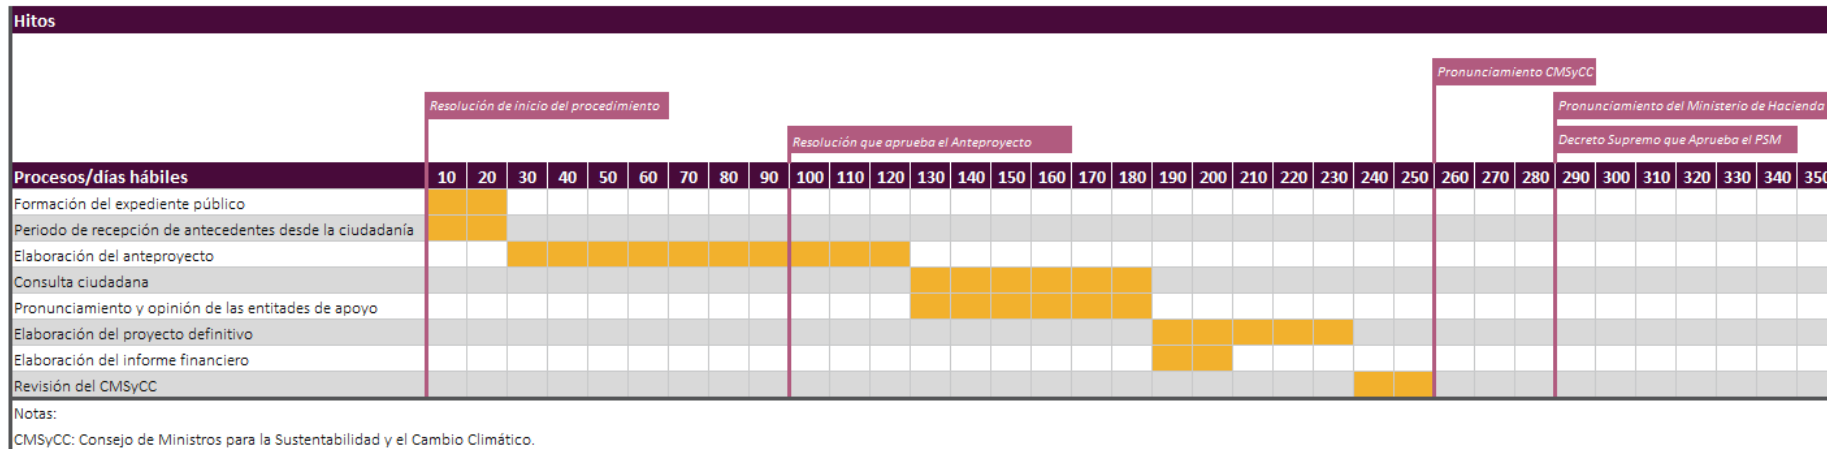 Hitos
Pronunciamiento CMSyCC
Resolución de inicio del procedimiento
Pronunciamiento del Ministerio de Hacienda
Resolución que aprueba el Anteproyecto
Decreto Supremo que Aprueba el PSM
Procesos/días hábiles 10 20 30 40 50 60 70 80 90 100 110 120 130 140 150 160 170 180 190 200 210 220 230 240 250 260 270 280 290 300 310 320 330 340 350
Formación del expediente público
Periodo de recepción de antecedentes desde la ciudadanía
Elaboración del anteproyecto
Consulta ciudadana
Pronunciamiento y opinión de las entitades de apoyo
Elaboración del proyecto definitivo
Elaboración del informe financiero
Revisión del CMSyCC
Notas:
CMSyCC: Consejo de Ministros para la Sustentabilidad y el Cambio Climático.